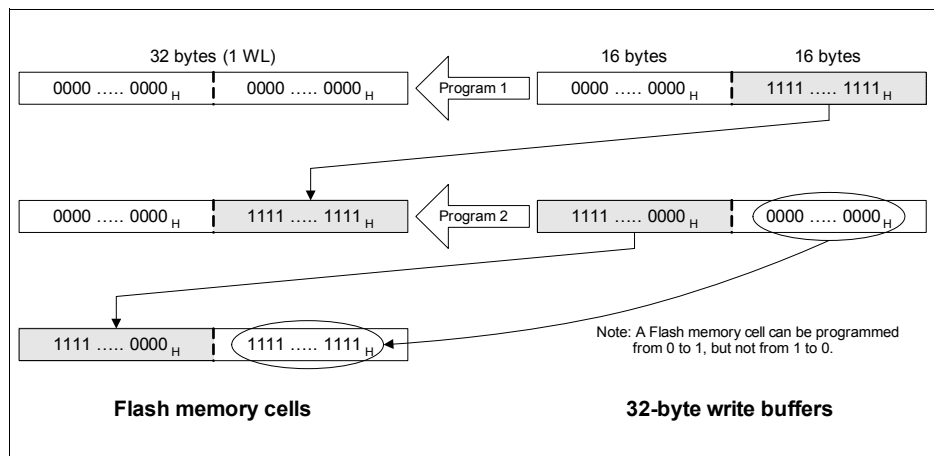 32 bytes (1 WL)
16 bytes 16 bytes
0000 ..... 0000 H 0000 ..... 0000 H Program 1 0000 ..... 0000 H 1111 ..... 1111 H
0000 ..... 0000 H 1111 ..... 1111 H Program 2 1111 ..... 0000 H 0000 ..... 0000 H
1111 ..... 0000 H 1111 ..... 1111 H
Note: A Flash memory cell can be programmed
from 0 to 1, but not from 1 to 0.
Flash memory cells 32-byte write buffers